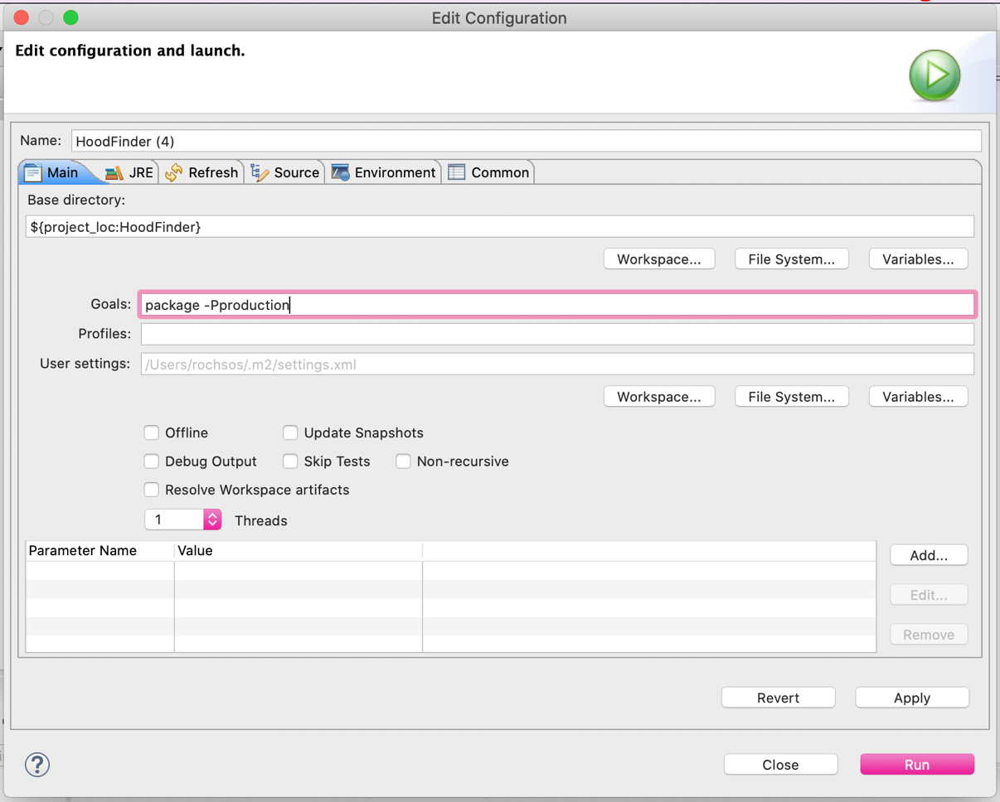 Edit Configuration
Edit configuration and launch.
Name: HoodFinder (4)
Main JRE Refresh Source Environment Common
Base directory:
${project_loc:HoodFinder}
Workspace... File System... Variables...
Goals: package -Pproduction
Profiles:
User settings: /Users/rochsos/.m2/settings.xml
Workspace... File System... Variables...
Offline Update Snapshots
Debug Output Skip Tests Non-recursive
Resolve Workspace artifacts
1 Threads
Parameter Name Value
Add...
Edit...
Remove
Revert Apply
? Close Run